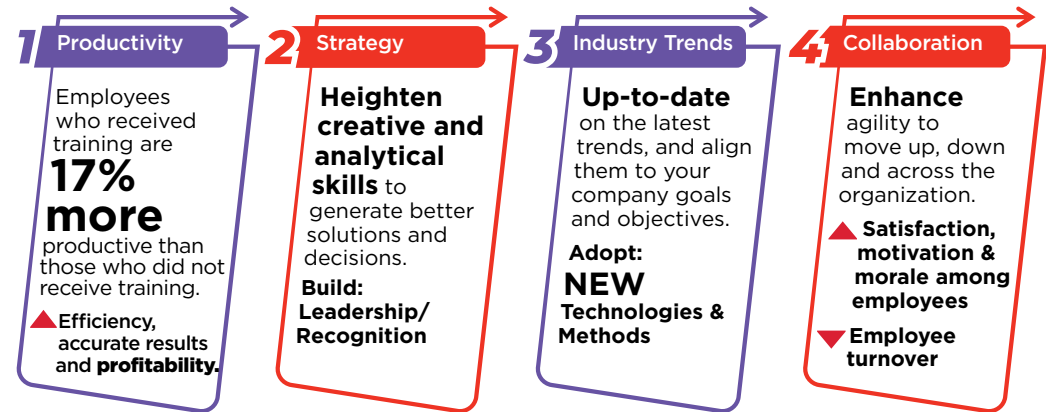 1 Productivity
Employees
who received
training are
17%
more
productive than
those who did not
receive training.
Efficiency,
accurate results
and profitability.
2 Strategy
Heighten
creative and
analytical
skills to
generate better
solutions and
decisions.
Build:
Leadership/
Recognition
3 Industry Trends
Up-to-date
on the latest
trends, and align
them to your
company goals
and objectives.
Adopt:
NEW
Technologies &
Methods
4 Collaboration
Enhance
agility to
move up, down
and across the
organization.
Satisfaction,
motivation &
morale among
employees
Employee
turnover